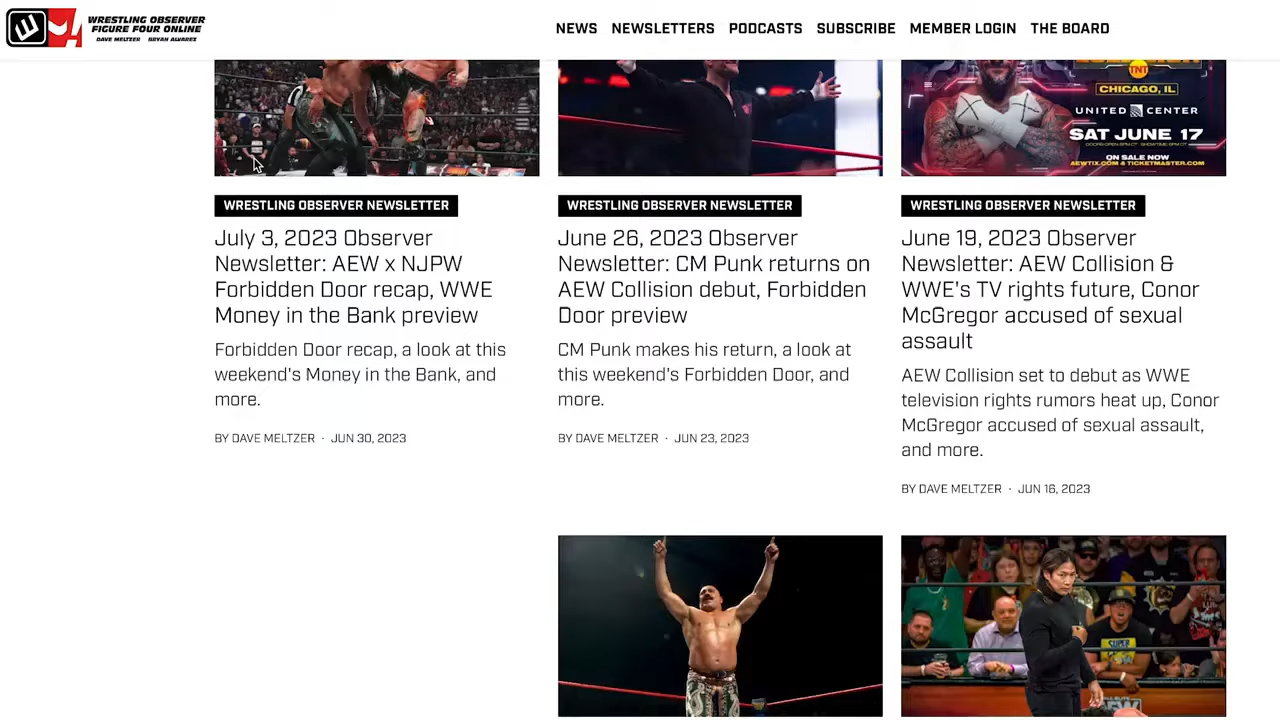 WRESTLING OBSERVER
FIGURE FOUR ONLINE
DAVE MELTZER BRYAN ALVAREZ
NEWS NEWSLETTERS PODCASTS SUBSCRIBE MEMBER LOGIN THE BOARD
TNT
CHICAGO, IL
UNITED CENTER
SAT JUNE 17
ON SALE NOW
AEWTIX.COM & TICKETMASTER.COM
WRESTLING OBSERVER NEWSLETTER
July 3, 2023 Observer
Newsletter: AEW x NJPW
Forbidden Door recap, WWE
Money in the Bank preview
Forbidden Door recap, a look at this
weekend's Money in the Bank, and
more.
BY DAVE MELTZER · JUN 30, 2023
WRESTLING OBSERVER NEWSLETTER
June 26, 2023 Observer
Newsletter: CM Punk returns on
AEW Collision debut, Forbidden
Door preview
CM Punk makes his return, a look at
this weekend's Forbidden Door, and
more.
BY DAVE MELTZER · JUN 23, 2023
WRESTLING OBSERVER NEWSLETTER
June 19, 2023 Observer
Newsletter: AEW Collision &
WWE's TV rights future, Conor
McGregor accused of sexual
assault
AEW Collision set to debut as WWE
television rights rumors heat up, Conor
McGregor accused of sexual assault,
and more.
BY DAVE MELTZER · JUN 16, 2023
SUPER
AEW